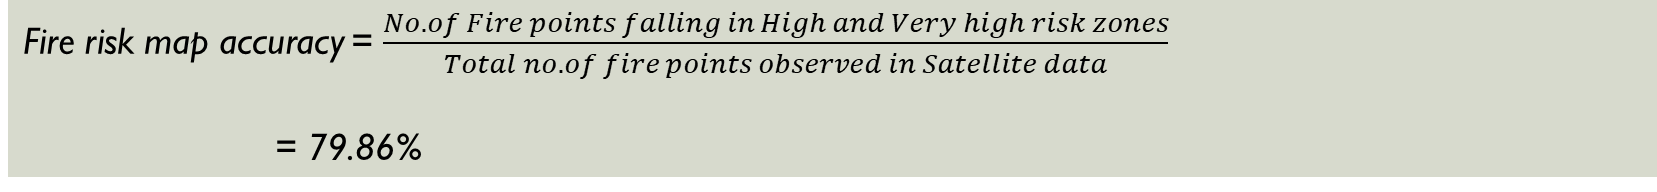 Fire risk map accuracy = No.of Fire points falling in High and Very high risk zones
Total no.of fire points observed in Satellite data
= 79.86%